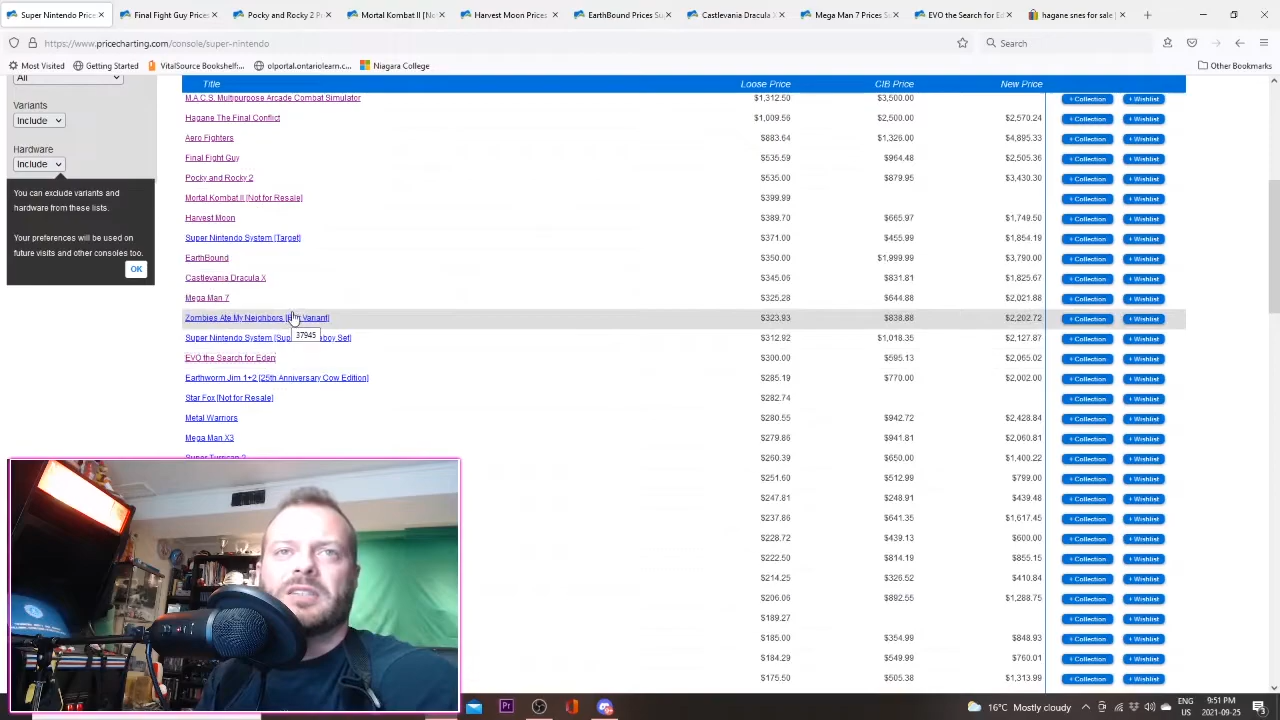 Super Nintendo Price
Final Fight Guy Price
Mortal Kombat II [No
Harvest Moon Prices
EarthBound Prices Su
Castlevania Dracula X
Mega Man 7 Prices S
EVO the Search for Ed
hagane for sale |
https://www.pricecharting.com/console/super-nintendo
Search
Most Visited
Getting Started
VitalSource Bookshelf:...
olportal.ontariolearn.c...
Niagara College
Other Bookmarks
All
Variants
Include
Hardware
Include
You can exclude variants and
hardware from these lists.
Your preferences will be used on
future visits and other consoles too.
OK
Title Loose Price CIB Price New Price
M.A.C.S. Multipurpose Arcade Combat Simulator $1,312.50 $3,500.00 + Collection + Wishlist
Hagane The Final Conflict $1,009.56 $2,500.00 $2,570.24 + Collection + Wishlist
Aero Fighters $883.64 $1,325.00 $4,895.33 + Collection + Wishlist
Final Fight Guy $535.59 $964.48 $2,505.36 + Collection + Wishlist
Pocky and Rocky 2 $535.00 $879.95 $3,430.30 + Collection + Wishlist
Mortal Kombat II [Not for Resale] $399.99 + Collection + Wishlist
Harvest Moon $389.70 $665.97 $1,749.50 + Collection + Wishlist
Super Nintendo System [Target] $371.00 $455.99 $1,854.19 + Collection + Wishlist
EarthBound $350.00 $1,999.99 $3,790.00 + Collection + Wishlist
Castlevania Dracula X $345.06 $873.81 $1,825.67 + Collection + Wishlist
Mega Man 7 $325.28 $644.88 $2,021.88 + Collection + Wishlist
Zombies Ate My Neighbors Variant] $323.93 $838.88 $2,202.72 + Collection + Wishlist
37945
Super Nintendo System [Sup boy Set] $312.92 $1,018.35 $2,127.87 + Collection + Wishlist
EVO the Search for Eden $300.00 $895.13 $2,065.02 + Collection + Wishlist
Earthworm Jim 1+2 [25th Anniversary Cow Edition] $285.00 $770.00 $2,002.16 + Collection + Wishlist
Star Fox [Not for Resale] $282.74 + Collection + Wishlist
Metal Warriors $280.55 $942.72 $2,428.84 + Collection + Wishlist
Mega Man X3 $279.86 $941.81 $2,060.81 + Collection + Wishlist
Super Turrican 2 $260.39 $650.00 $1,400.22 + Collection + Wishlist
$251.60 $512.89 $799.00 + Collection + Wishlist
$247.81 $248.91 $439.48 + Collection + Wishlist
$237.86 $641.35 $1,617.45 + Collection + Wishlist
$228.72 $439.13 $600.00 + Collection + Wishlist
$222.50 $814.19 $855.15 + Collection + Wishlist
$214.25 $326.52 $410.84 + Collection + Wishlist
$206.06 $892.55 $1,288.75 + Collection + Wishlist
$189.27 + Collection + Wishlist
$185.00 $354.99 $848.93 + Collection + Wishlist
$184.29 $549.99 $760.01 + Collection + Wishlist
$175.50 $505.38 $1,313.99 + Collection + Wishlist
Pr
16°C Mostly cloudy
ENG
US
9:51 PM
2021-09-25
3